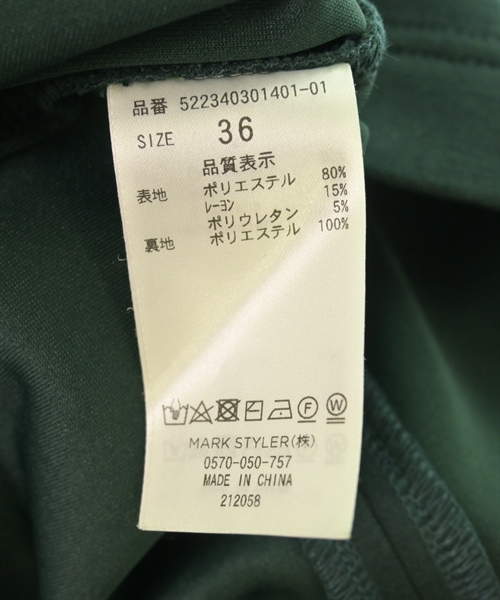 品番 522340301401-01
SIZE 36
品質表示
表地 ポリエステル 80%
レーヨン 15%
ポリウレタン 5%
裏地 ポリエステル 100%
MARK STYLER(株)
0570-050-757
MADE IN CHINA
212058